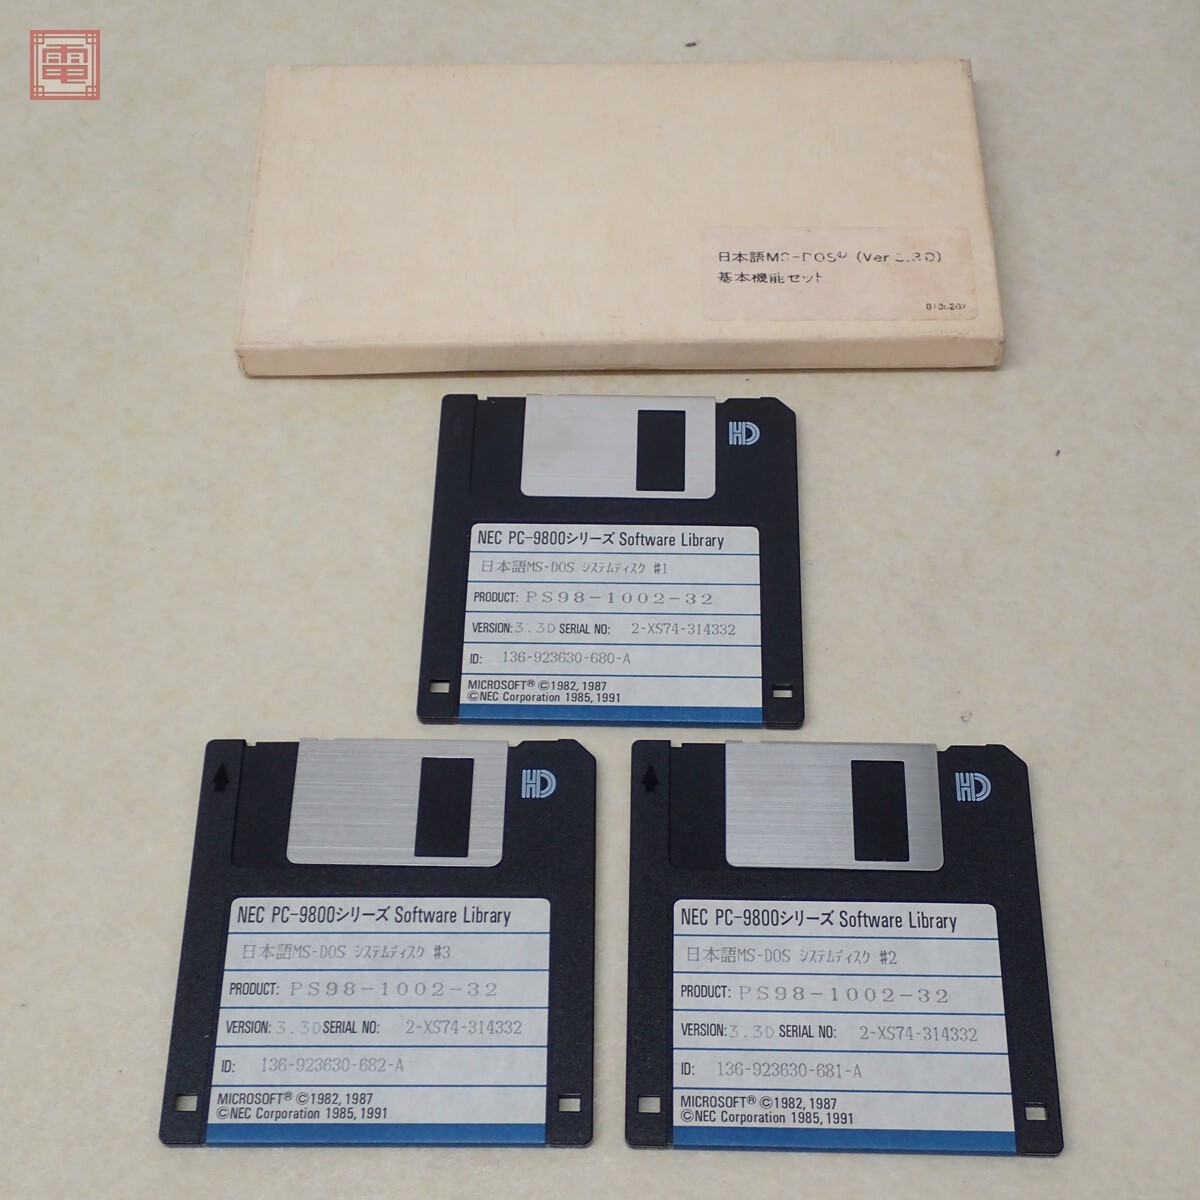 電
日本語MS-DOS (Ver 3.3D)
基本機能セット
HD
NEC PC-9800シリーズ Software Library
日本語MS-DOS システムディスク #1
PRODUCT: PS98-1002-32
VERSION: 3.3D SERIAL NO: 2-XS74-314332
ID: 136-923630-680-A
MICROSOFT® ©1982, 1987
©NEC Corporation 1985, 1991
HD
NEC PC-9800シリーズ Software Library
日本語MS-DOS システムディスク #3
PRODUCT: PS98-1002-32
VERSION: 3.3D SERIAL NO: 2-XS74-314332
ID: 136-923630-682-A
MICROSOFT® ©1982, 1987
©NEC Corporation 1985, 1991
HD
NEC PC-9800シリーズ Software Library
日本語MS-DOS システムディスク #2
PRODUCT: PS98-1002-32
VERSION: 3.3D SERIAL NO: 2-XS74-314332
ID: 136-923630-681-A
MICROSOFT® ©1982, 1987
©NEC Corporation 1985, 1991